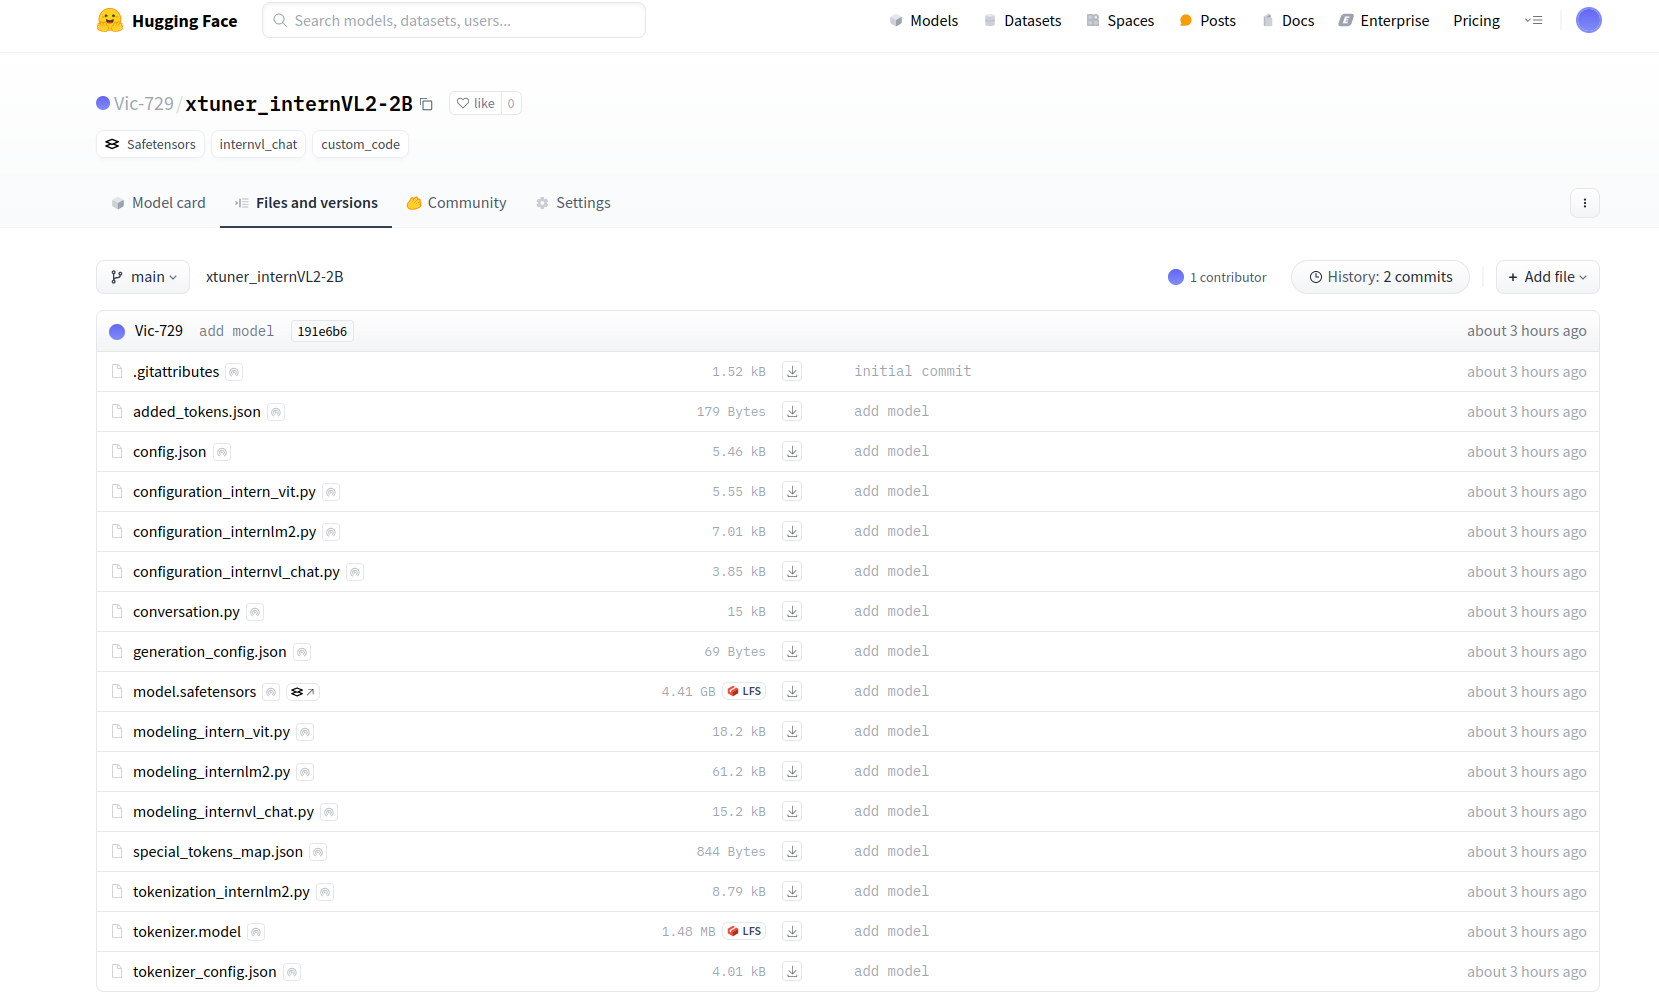 Hugging Face Search models, datasets, users... Models Datasets Spaces Posts Docs Enterprise Pricing
Vic-729 / xtuner_internVL2-2B like 0
Safetensors internvl_chat custom_code
Model card Files and versions Community Settings
main xtuner_internVL2-2B 1 contributor History: 2 commits + Add file
Vic-729 add model 191e6b6 about 3 hours ago
.gitattributes 1.52 kB initial commit about 3 hours ago
added_tokens.json 179 Bytes add model about 3 hours ago
config.json 5.46 kB add model about 3 hours ago
configuration_intern_vit.py 5.55 kB add model about 3 hours ago
configuration_internlm2.py 7.01 kB add model about 3 hours ago
configuration_internvl_chat.py 3.85 kB add model about 3 hours ago
conversation.py 15 kB add model about 3 hours ago
generation_config.json 69 Bytes add model about 3 hours ago
model.safetensors 4.41 GB LFS add model about 3 hours ago
modeling_intern_vit.py 18.2 kB add model about 3 hours ago
modeling_internlm2.py 61.2 kB add model about 3 hours ago
modeling_internvl_chat.py 15.2 kB add model about 3 hours ago
special_tokens_map.json 844 Bytes add model about 3 hours ago
tokenization_internlm2.py 8.79 kB add model about 3 hours ago
tokenizer.model 1.48 MB LFS add model about 3 hours ago
tokenizer_config.json 4.01 kB add model about 3 hours ago